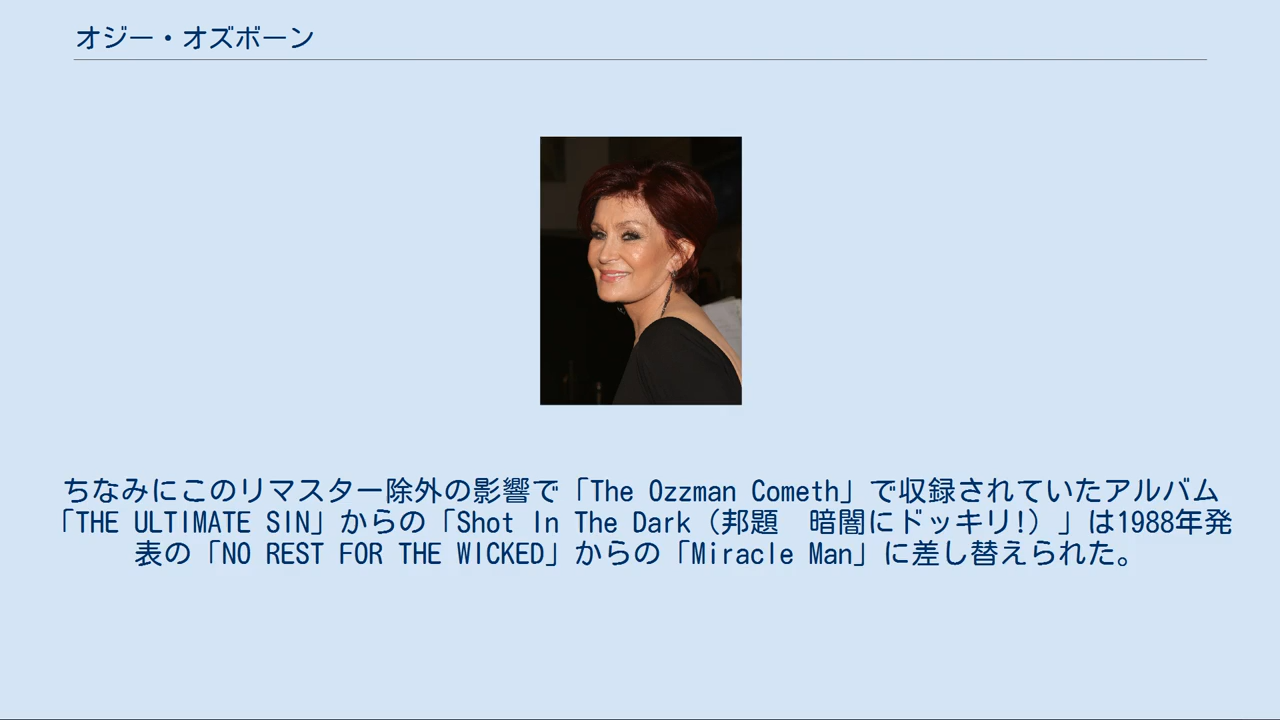 オジー・オズボーン
ちなみにこのリマスター除外の影響で「The Ozzman Cometh」で収録されていたアルバム
「THE ULTIMATE SIN」からの「Shot In The Dark（邦題　暗闇にドッキリ!）」は1988年発
表の「NO REST FOR THE WICKED」からの「Miracle Man」に差し替えられた。